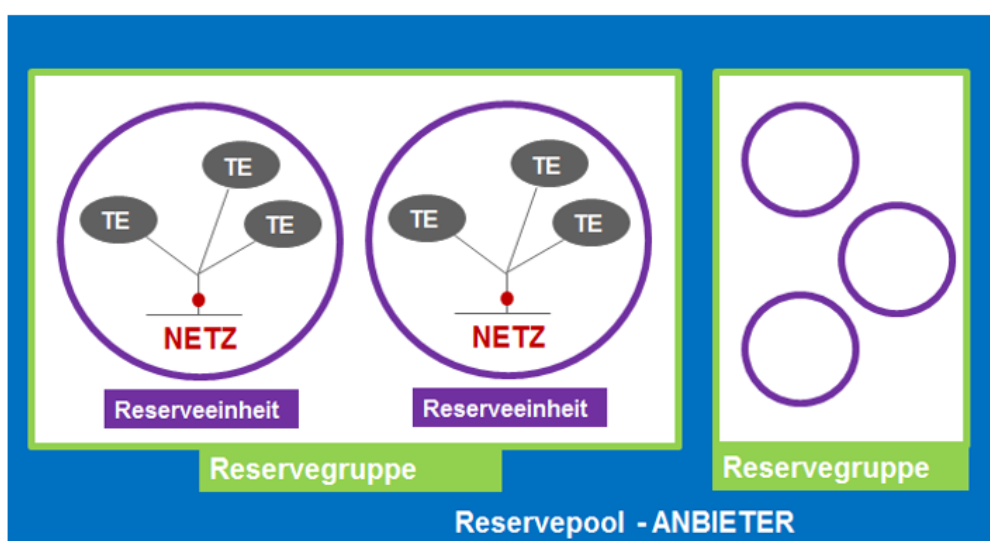 TE
TE
TE
NETZ
Reserveeinheit
TE
TE
TE
NETZ
Reserveeinheit
Reservegruppe
Reservegruppe
Reservepool - ANBIETER